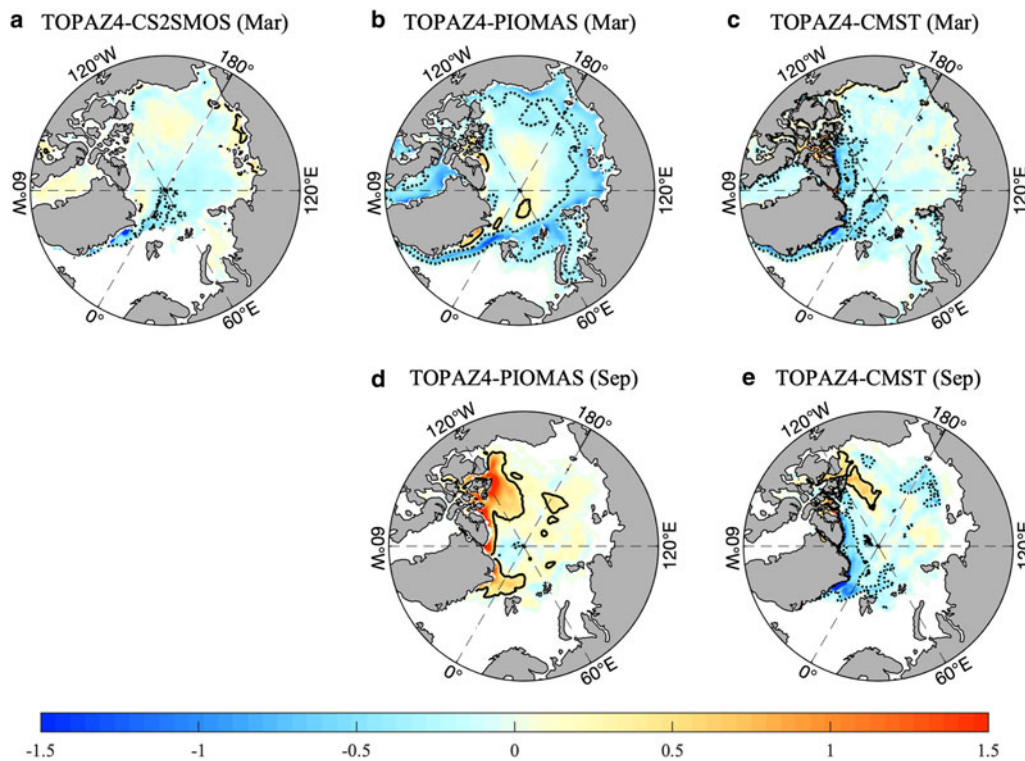 a TOPAZ4-CS2SMOS (Mar)
b TOPAZ4-PIOMAS (Mar)
c TOPAZ4-CMST (Mar)
120°W 180° 120°E 60°E 0° 60°W
120°W 180° 120°E 60°E 0° 60°W
120°W 180° 120°E 60°E 0° 60°W
d TOPAZ4-PIOMAS (Sep)
e TOPAZ4-CMST (Sep)
120°W 180° 120°E 60°E 0° 60°W
120°W 180° 120°E 60°E 0° 60°W
-1.5 -1 -0.5 0 0.5 1 1.5